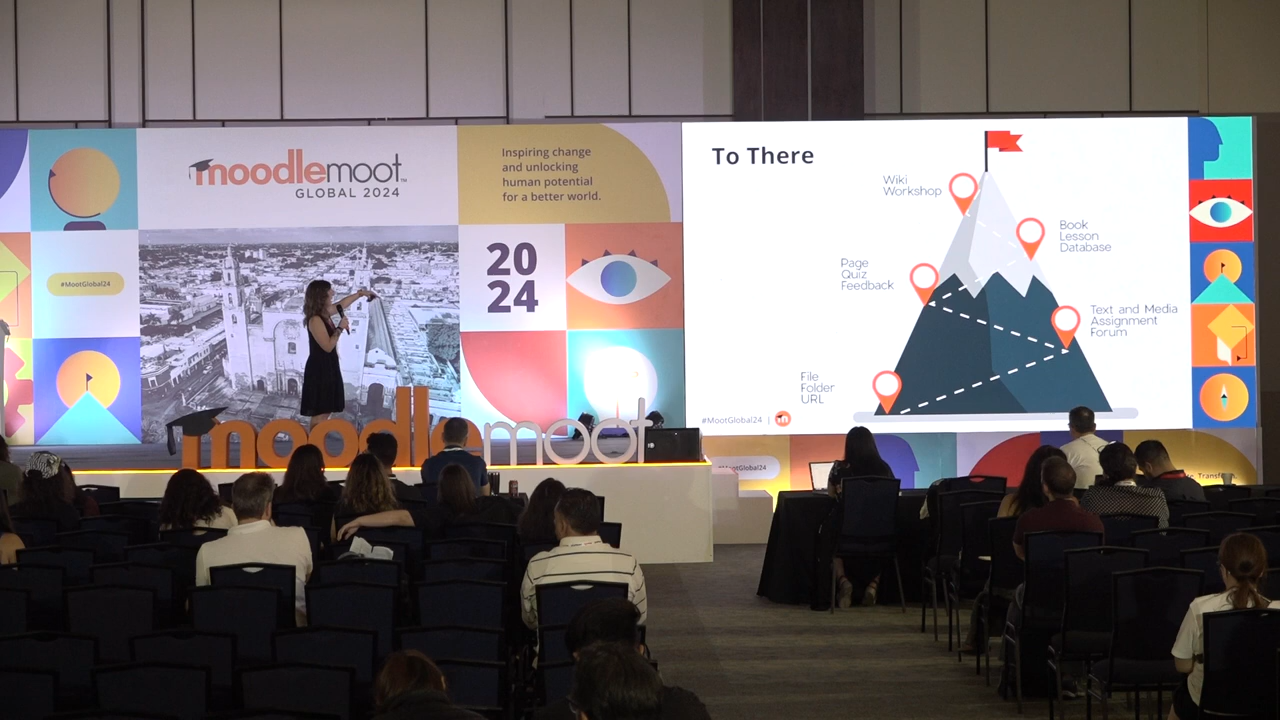 moodlemoot
GLOBAL 2024
Inspiring change
and unlocking
human potential
for a better world.
#MootGlobal24
20
24
moodlemoot
To There
Wiki
Workshop
Book
Lesson
Database
Page
Quiz
Feedback
Text and Media
Assignment
Forum
File
Folder
URL
#MootGlobal24
#MootGlobal24